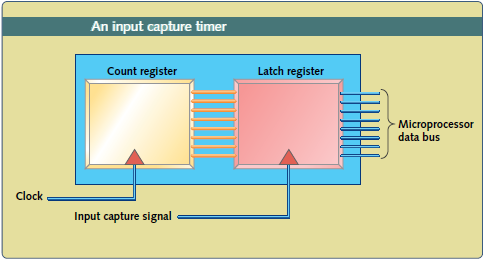 An input capture timer
Count register
Latch register
Microprocessor
data bus
Clock
Input capture signal